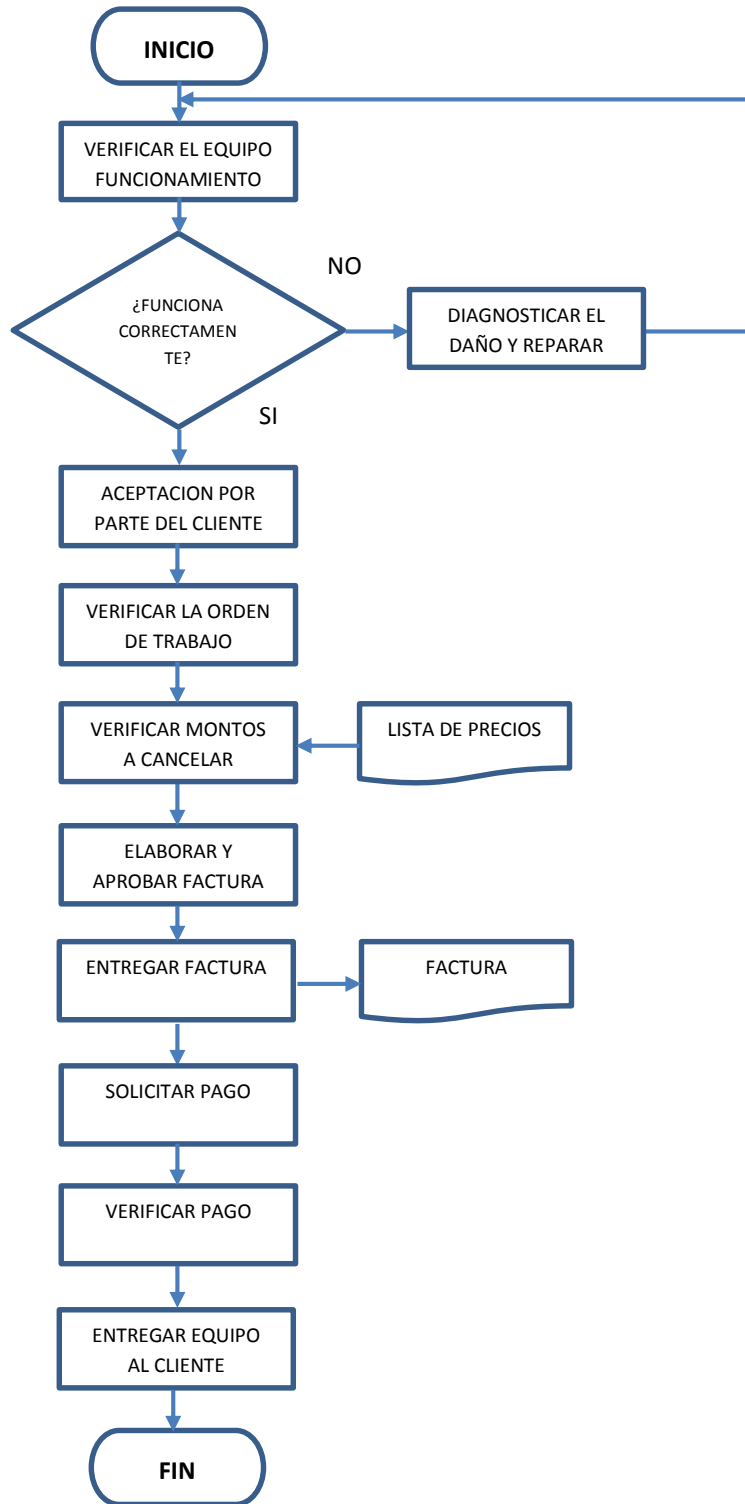 INICIO
VERIFICAR EL EQUIPO
FUNCIONAMIENTO
NO
¿FUNCIONA
CORRECTAMEN
TE?
DIAGNOSTICAR EL
DAÑO Y REPARAR
SI
ACEPTACION POR
PARTE DEL CLIENTE
VERIFICAR LA ORDEN
DE TRABAJO
VERIFICAR MONTOS
A CANCELAR
LISTA DE PRECIOS
ELABORAR Y
APROBAR FACTURA
ENTREGAR FACTURA
FACTURA
SOLICITAR PAGO
VERIFICAR PAGO
ENTREGAR EQUIPO
AL CLIENTE
FIN